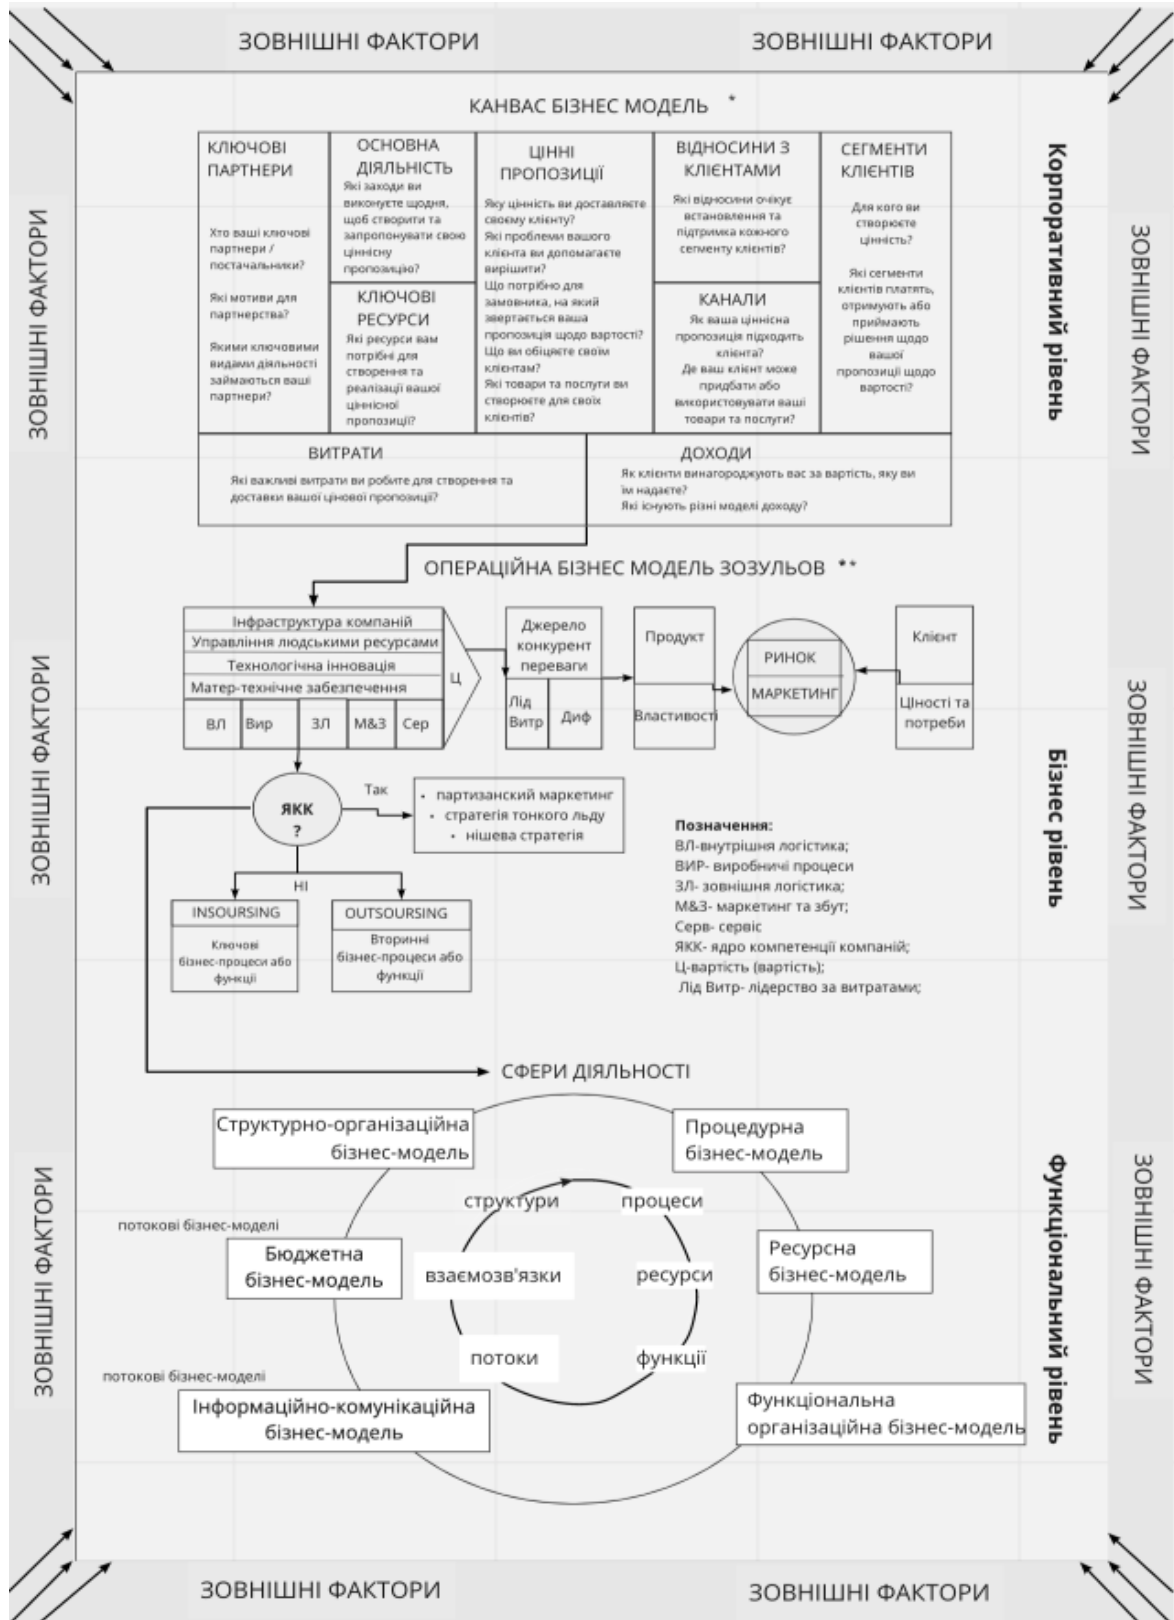 ЗОВНІШНІ ФАКТОРИ
ЗОВНІШНІ ФАКТОРИ
КАНВАС БІЗНЕС МОДЕЛЬ *
КЛЮЧОВІ
ПАРТНЕРИ
Хто ваші ключові
партнери /
постачальники?
Які мотиви для
партнерства?
Якими ключовими
видами діяльності
займаються ваші
партнери?
ОСНОВНА
ДІЯЛЬНІСТЬ
Які заходи ви
виконуєте щодня,
щоб створити та
запропонувати свою
ціннісну
пропозицію?
КЛЮЧОВІ
РЕСУРСИ
Які ресурси вам
потрібні для
створення та
реалізації вашої
ціннісної
пропозиції?
ЦІННІ
ПРОПОЗИЦІЇ
Яку цінність ви доставляєте
своєму клієнту?
Які проблеми вашого
клієнта ви допомагаєте
вирішити?
Що потрібно для
замовника, на який
звертається ваша
пропозиція щодо вартості?
Що ви обіцяєте своїм
клієнтам?
Які товари та послуги ви
створюєте для своїх
клієнтів?
ВІДНОСИНИ З
КЛІЄНТАМИ
Які відносини очікує
встановлення та
підтримка кожного
сегменту клієнтів?
КАНАЛИ
Як ваша ціннісна
пропозиція підходить
клієнта?
Де ваш клієнт може
придбати або
використовувати ваші
товари та послуги?
СЕГМЕНТИ
КЛІЄНТІВ
Для кого ви
створюєте
цінність?
Які сегменти
клієнтів платять,
отримують або
приймають
рішення щодо
вашої
пропозиції щодо
вартості?
ВИТРАТИ
Які важливі витрати ви робите для створення та
доставки вашої цінової пропозиції?
ДОХОДИ
Як клієнти винагороджують вас за вартість, яку ви
їм надаєте?
Які існують різні моделі доходу?
Корпоративний рівень
ЗОВНІШНІ ФАКТОРИ
ЗОВНІШНІ ФАКТОРИ
ОПЕРАЦІЙНА БІЗНЕС МОДЕЛЬ ЗОЗУЛЬОВ **
Інфраструктура компаній
Управління людськими ресурсами
Технологічна інновація
Матер-технічне забезпечення
ВЛ
Вир
ЗЛ
М&З
Сер
Ц
Джерело
конкурент
переваги
Лід
Витр
Диф
Продукт
Властивості
РИНОК
МАРКЕТИНГ
Клієнт
ЦІності та
потреби
ЯКК
?
Так
• партизанский маркетинг
• стратегія тонкого льду
• нішева стратегія
НІ
INSOURSING
Ключові
бізнес-процеси або
функції
OUTSOURSING
Вторинні
бізнес-процеси або
функції
Позначення:
ВЛ-внутрішня логістика;
ВИР- виробничі процеси
ЗЛ- зовнішня логістика;
М&З- маркетинг та збут;
Серв- сервіс
ЯКК- ядро компетенції компаній;
Ц-вартість (вартість);
Лід Витр- лідерство за витратами;
Бізнес рівень
ЗОВНІШНІ ФАКТОРИ
ЗОВНІШНІ ФАКТОРИ
СФЕРИ ДІЯЛЬНОСТІ
Структурно-організаційна
бізнес-модель
Процедурна
бізнес-модель
структури
процеси
потокові бізнес-моделі
Бюджетна
бізнес-модель
взаємозв'язки
ресурси
Ресурсна
бізнес-модель
потоки
функції
потокові бізнес-моделі
Інформаційно-комунікаційна
бізнес-модель
Функціональна
організаційна бізнес-модель
Функціональний рівень
ЗОВНІШНІ ФАКТОРИ
ЗОВНІШНІ ФАКТОРИ
ЗОВНІШНІ ФАКТОРИ
ЗОВНІШНІ ФАКТОРИ